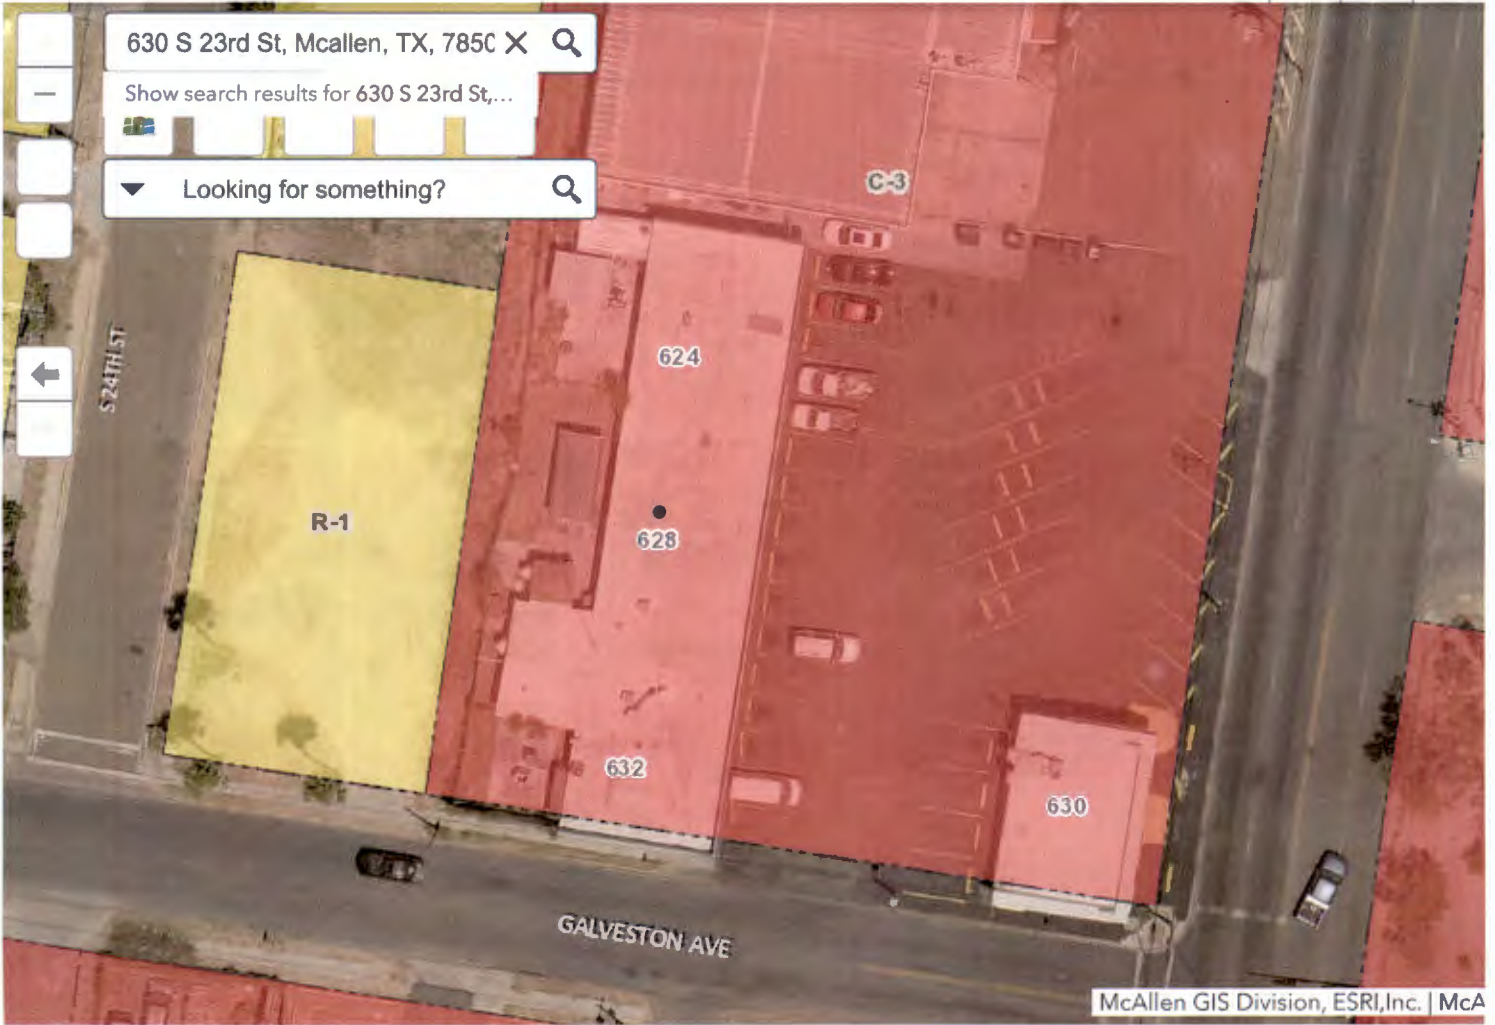 630 S 23rd St, Mcallen, TX, 7850
Show search results for 630 S 23rd St,...
Looking for something?
C-3
624
S 24TH ST
R-1
628
632
630
GALVESTON AVE
McAllen GIS Division, ESRI,Inc. | McA